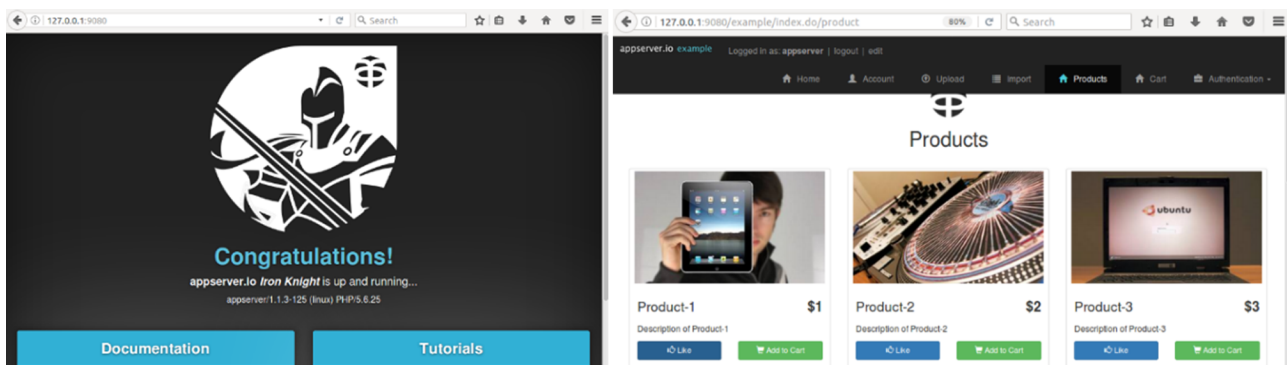 127.0.0.1:9080
Search
Congratulations!
appserver.io Iron Knight is up and running...
appserver/1.1.3-125 (linux) PHP/5.6.25
Documentation
Tutorials
127.0.0.1:9080/example/index.do/product
80%
Search
appserver.io example
Logged in as: appserver | logout | edit
Home
Account
Upload
Import
Products
Cart
Authentication
Products
ubuntu
Product-1 $1
Description of Product-1
Like
Add to Cart
Product-2 $2
Description of Product-2
Like
Add to Cart
Product-3 $3
Description of Product-3
Like
Add to Cart